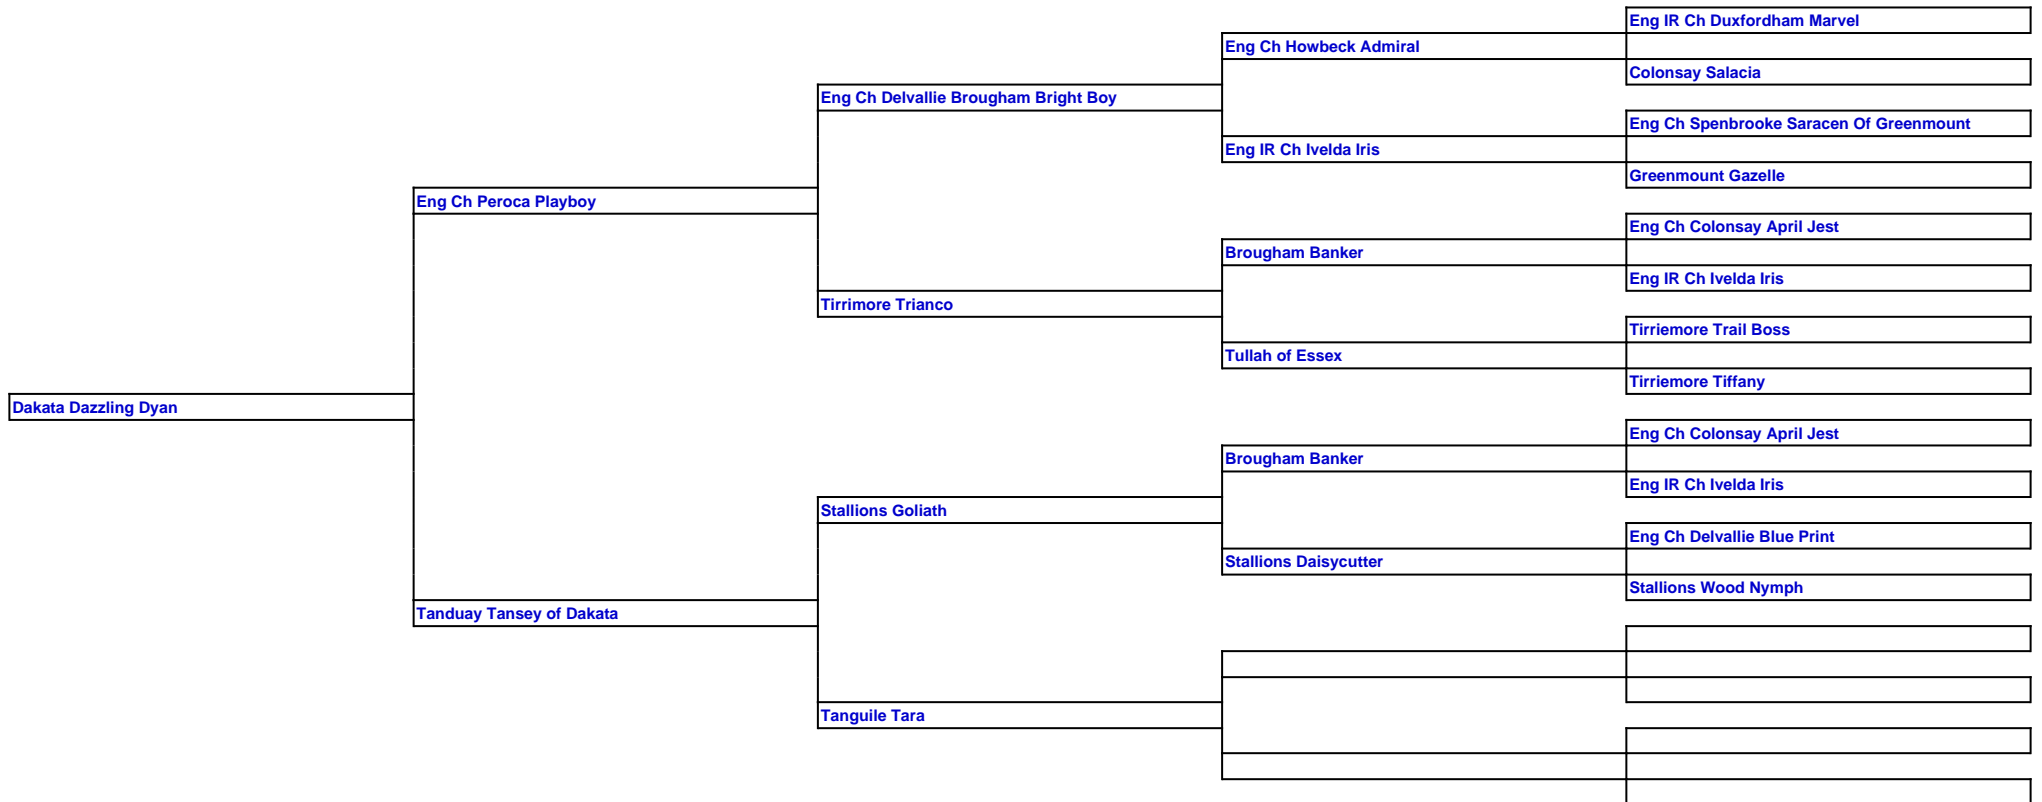 Eng IR Ch Duxfordham Marvel
Eng Ch Howbeck Admiral
Colonsay Salacia
Eng Ch Delvallie Brougham Bright Boy
Eng Ch Spenbrooke Saracen Of Greenmount
Eng IR Ch Ivelda Iris
Greenmount Gazelle
Eng Ch Peroca Playboy
Eng Ch Colonsay April Jest
Brougham Banker
Eng IR Ch Ivelda Iris
Tirrimore Trianco
Tirriemore Trail Boss
Tullah of Essex
Tirriemore Tiffany
Dakata Dazzling Dyan
Eng Ch Colonsay April Jest
Brougham Banker
Eng IR Ch Ivelda Iris
Stallions Goliath
Eng Ch Delvallie Blue Print
Stallions Daisycutter
Stallions Wood Nymph
Tanduay Tansey of Dakata
Tanguile Tara